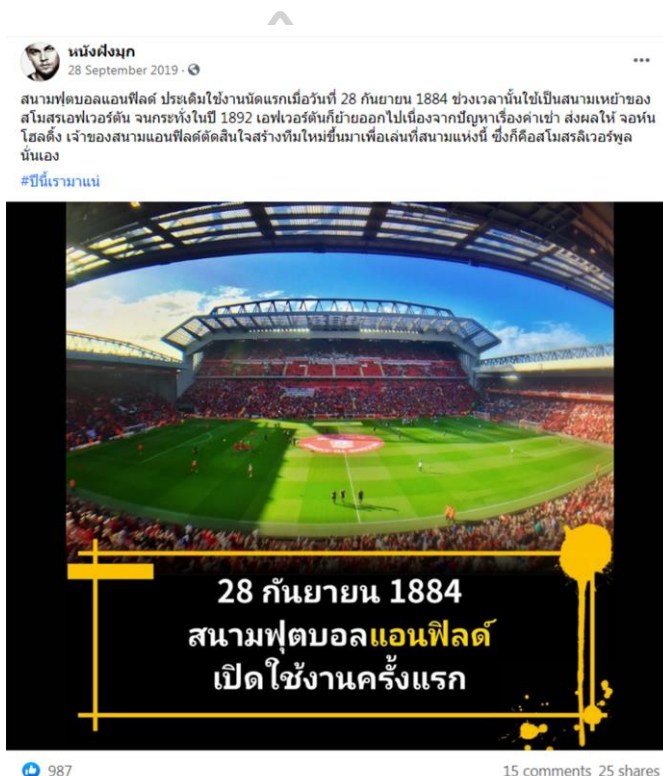 หนังฝังมุก
28 September 2019
สนามฟุตบอลแอนฟิลด์ ประเดิมใช้งานนัดแรกเมื่อวันที่ 28 กันยายน 1884 ช่วงเวลานั้นใช้เป็นสนามเหย้าของ
สโมสรเอฟเวอร์ตัน จนกระทั่งในปี 1892 เอฟเวอร์ตันก็ย้ายออกไปเนื่องจากปัญหาเรื่องค่าเช่า ส่งผลให้ จอห์น
โฮลดิ้ง เจ้าของสนามแอนฟิลด์ตัดสินใจสร้างทีมใหม่ขึ้นมาเพื่อเล่นที่สนามแห่งนี้ ซึ่งก็คือสโมสรลิเวอร์พูล
นั่นเอง
#ปีนี้เรามาแน่
28 กันยายน 1884
สนามฟุตบอลแอนฟิลด์
เปิดใช้งานครั้งแรก
987
15 comments 25 shares